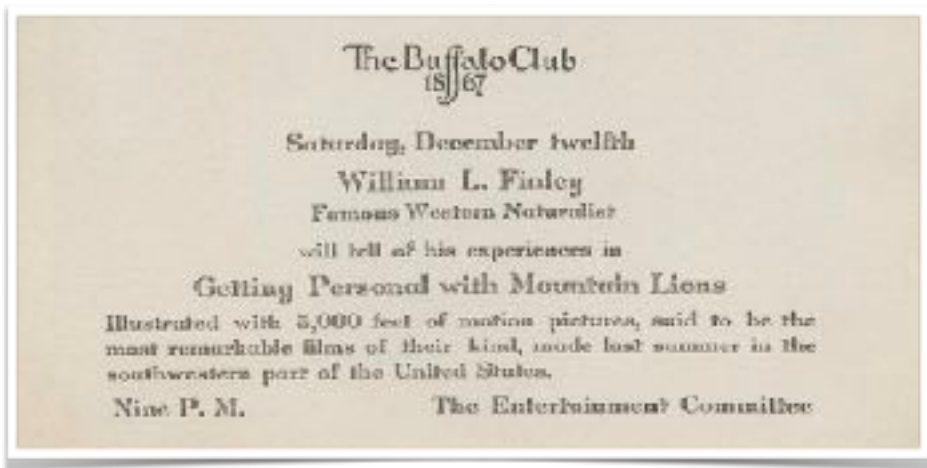 The Buffalo Club
1867
Saturday, December twelfth
William L. Finley
Famous Western Naturalist
will tell of his experiences in
Getting Personal with Mountain Lions
Illustrated with 5,000 feet of motion pictures, said to be the
most remarkable films of their kind, made last summer in the
southwestern part of the United States.
Nine P. M. The Entertainment Committee